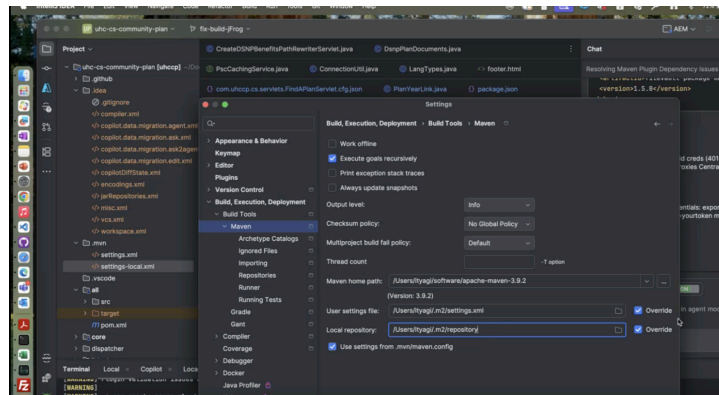 uhc-cs-community-plan
fix-build-jFrog
AEM
Project
CreateDSNPBenefitsPathRewriterServlet.java
DsnpPlanDocuments.java
Chat
uhc-cs-community-plan [uhccp]
PscCachingService.java
ConnectionUtil.java
LangTypes.java
footer.html
Resolving Maven Plugin Dependency Issues
.github
.idea
com.uhccp.cs.servlets.FindAPlanServlet.cfg.json
PlanYearLink.java
package.json
<version>1.5.0</version>
.gitignore
Settings
compiler.xml
copilot.data.migration.agent.xml
Build, Execution, Deployment
Build Tools
Maven
copilot.data.migration.ask.xml
Appearance & Behavior
Work offline
copilot.data.migration.ask2agent
Keymap
Execute goals recursively
copilot.data.migration.edit.xml
Editor
Print exception stack traces
copilotDiffState.xml
Plugins
Always update snapshots
encodings.xml
Version Control
jarRepositories.xml
Build, Execution, Deployment
Output level:
Info
misc.xml
Build Tools
Checksum policy:
No Global Policy
vcs.xml
Maven
Multiproject build fail policy:
Default
workspace.xml
Archetype Catalogs
.mvn
Ignored Files
Thread count
-T option
settings.xml
Importing
settings-local.xml
Repositories
Maven home path:
/Users/ityagi/software/apache-maven-3.9.2
.vscode
Runner
(Version: 3.9.2)
all
Running Tests
User settings file:
/Users/ityagi/.m2/settings.xml
Override
src
Gradle
target
Gant
Local repository:
/Users/ityagi/.m2/repository
Override
pom.xml
Compiler
core
Coverage
Use settings from .mvn/maven.config
dispatcher
Debugger
Docker
Terminal
Local
Copilot
Java Profiler
[WARNING]